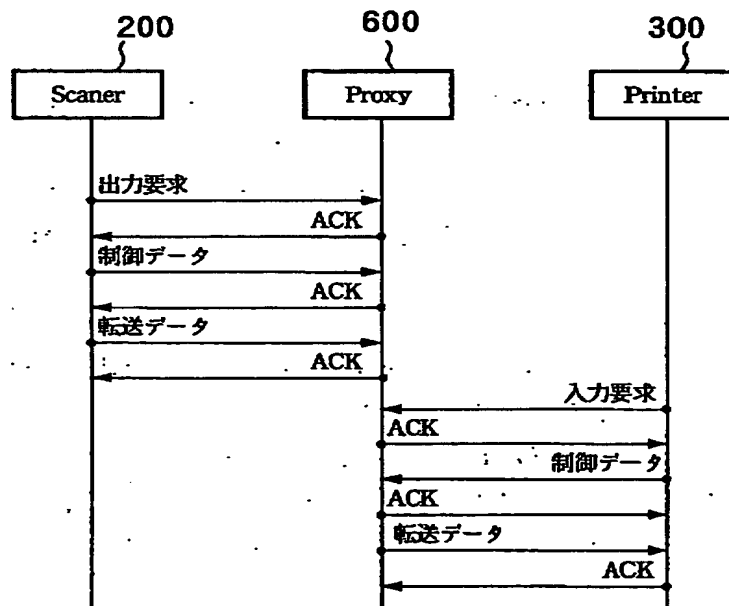 200 600 300
Scaner Proxy Printer
出力要求
ACK
制御データ
ACK
転送データ
ACK
入力要求
ACK
制御データ
ACK
転送データ
ACK